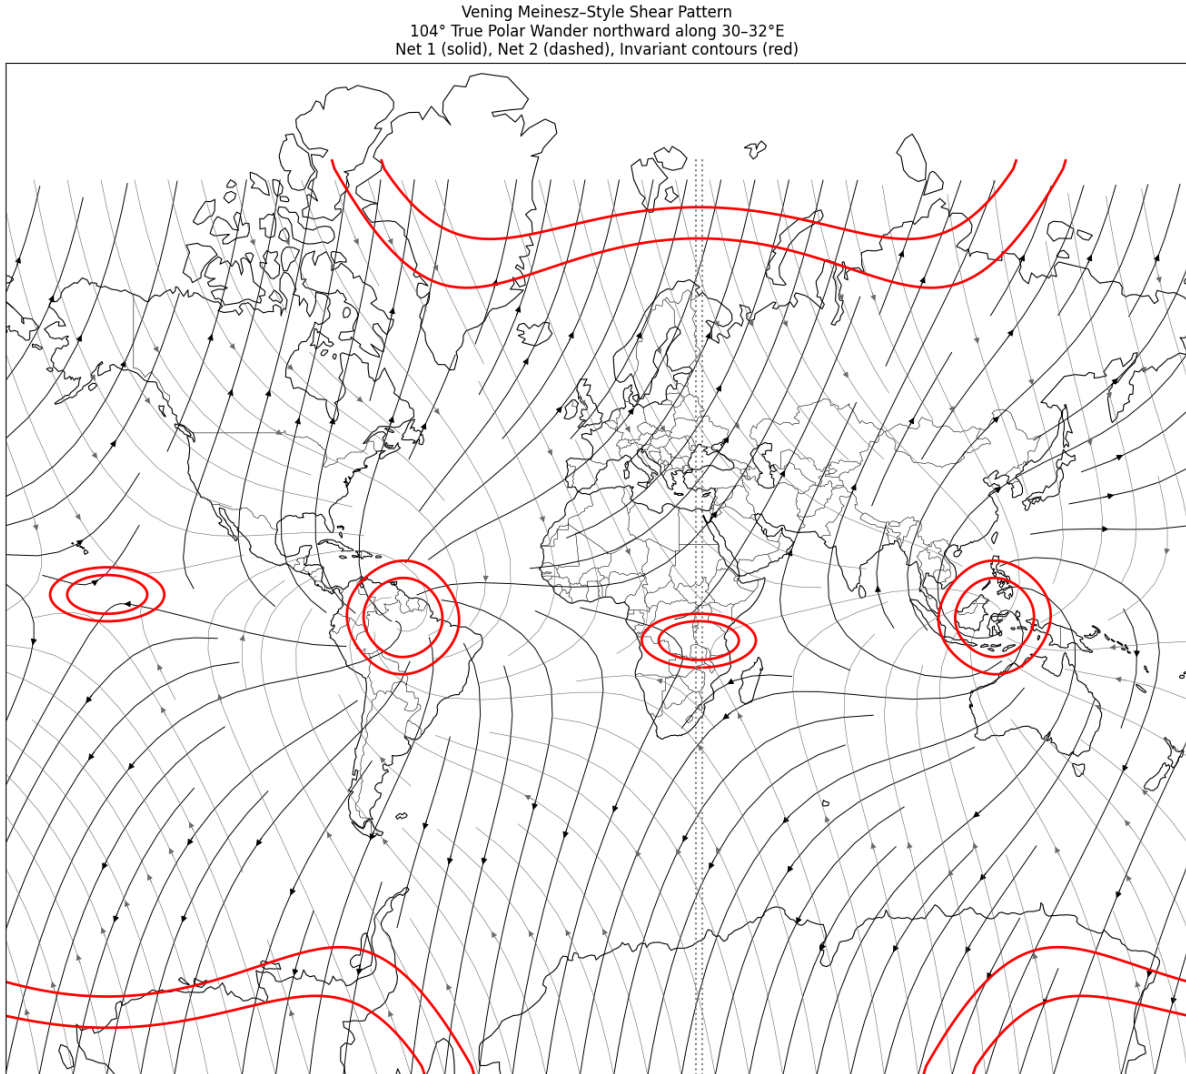 Vening Meinesz–Style Shear Pattern
104° True Polar Wander northward along 30–32°E
Net 1 (solid), Net 2 (dashed), Invariant contours (red)